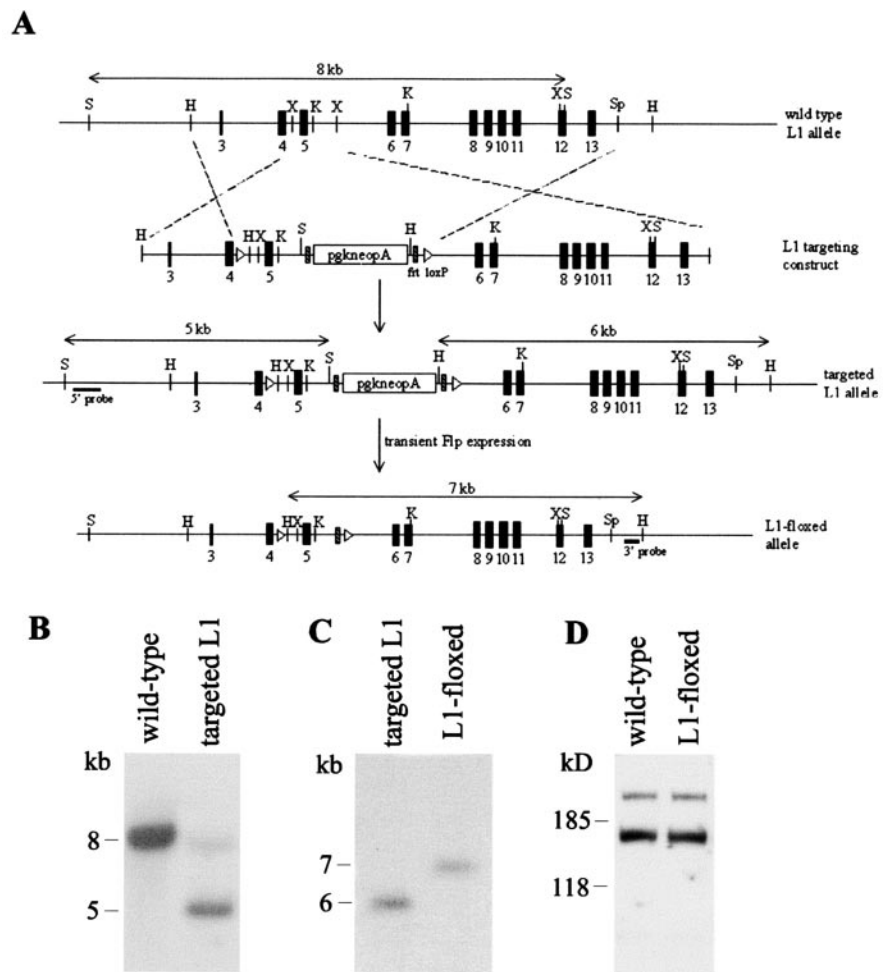 A
8 kb
S H X K X K XS Sp H
wild type
L1 allele
3 4 5 6 7 8 9 10 11 12 13
H HX K S H K XS
pgkneopA
L1 targeting
construct
frt loxP
3 4 5 6 7 8 9 10 11 12 13
5 kb 6 kb
S H HX K S H K XS Sp H
pgkneopA
targeted
L1 allele
5' probe
3 4 5 6 7 8 9 10 11 12 13
transient Flp expression
7 kb
S H HX K K XS Sp H
L1-floxed
allele
3' probe
3 4 5 6 7 8 9 10 11 12 13
B
wild-type
targeted L1
kb
8
5
C
targeted L1
L1-floxed
kb
7
6
D
wild-type
L1-floxed
kD
185
118